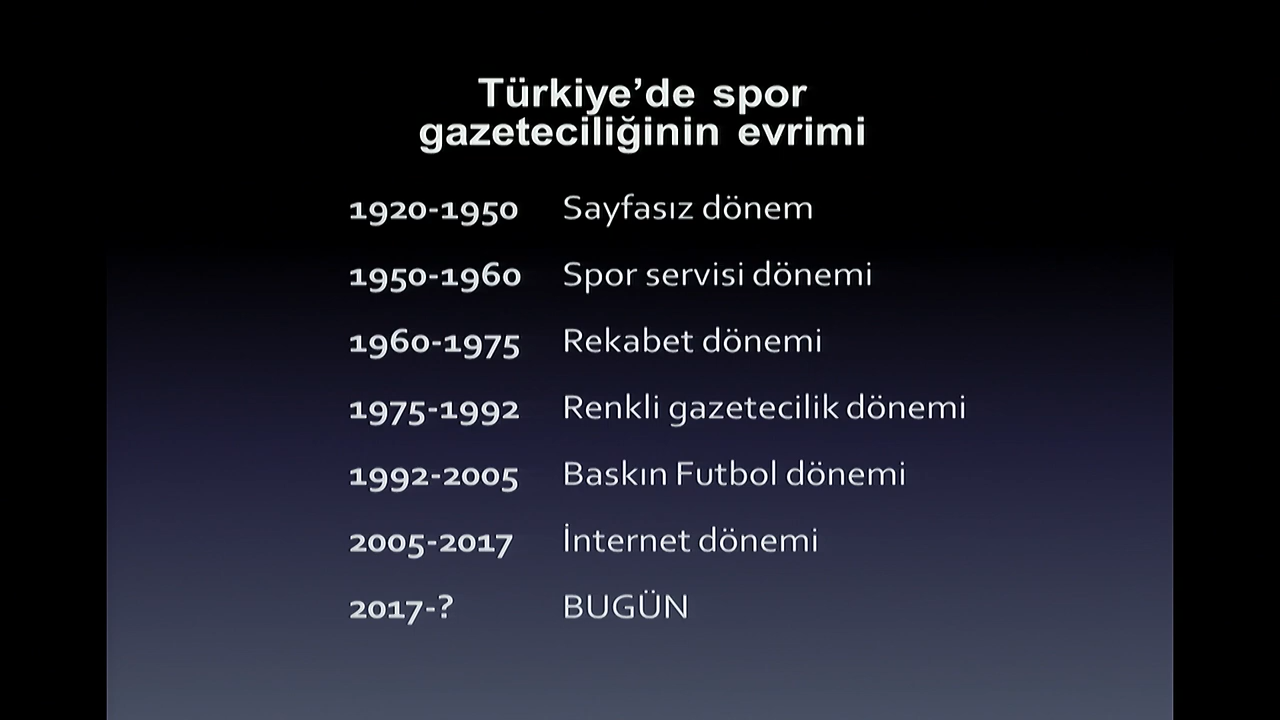 Türkiye’de spor
gazeteciliğinin evrimi
1920-1950 Sayfasız dönem
1950-1960 Spor servisi dönemi
1960-1975 Rekabet dönemi
1975-1992 Renkli gazetecilik dönemi
1992-2005 Baskın Futbol dönemi
2005-2017 İnternet dönemi
2017-? BUGÜN